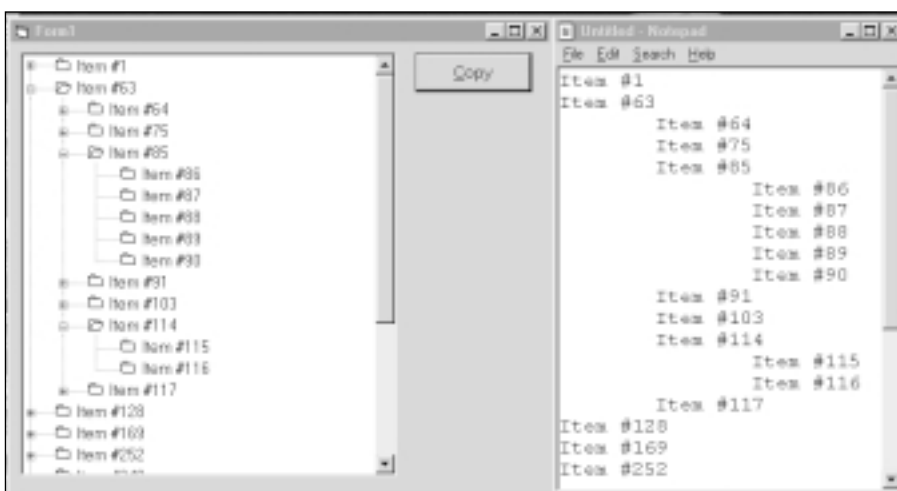 Form1
Item #1
Item #63
Item #64
Item #75
Item #85
Item #86
Item #87
Item #88
Item #89
Item #90
Item #91
Item #103
Item #114
Item #115
Item #116
Item #117
Item #128
Item #169
Item #252
Copy
Untitled - Notepad
File Edit Search Help
Item #1
Item #63
Item #64
Item #75
Item #85
Item #86
Item #87
Item #88
Item #89
Item #90
Item #91
Item #103
Item #114
Item #115
Item #116
Item #117
Item #128
Item #169
Item #252